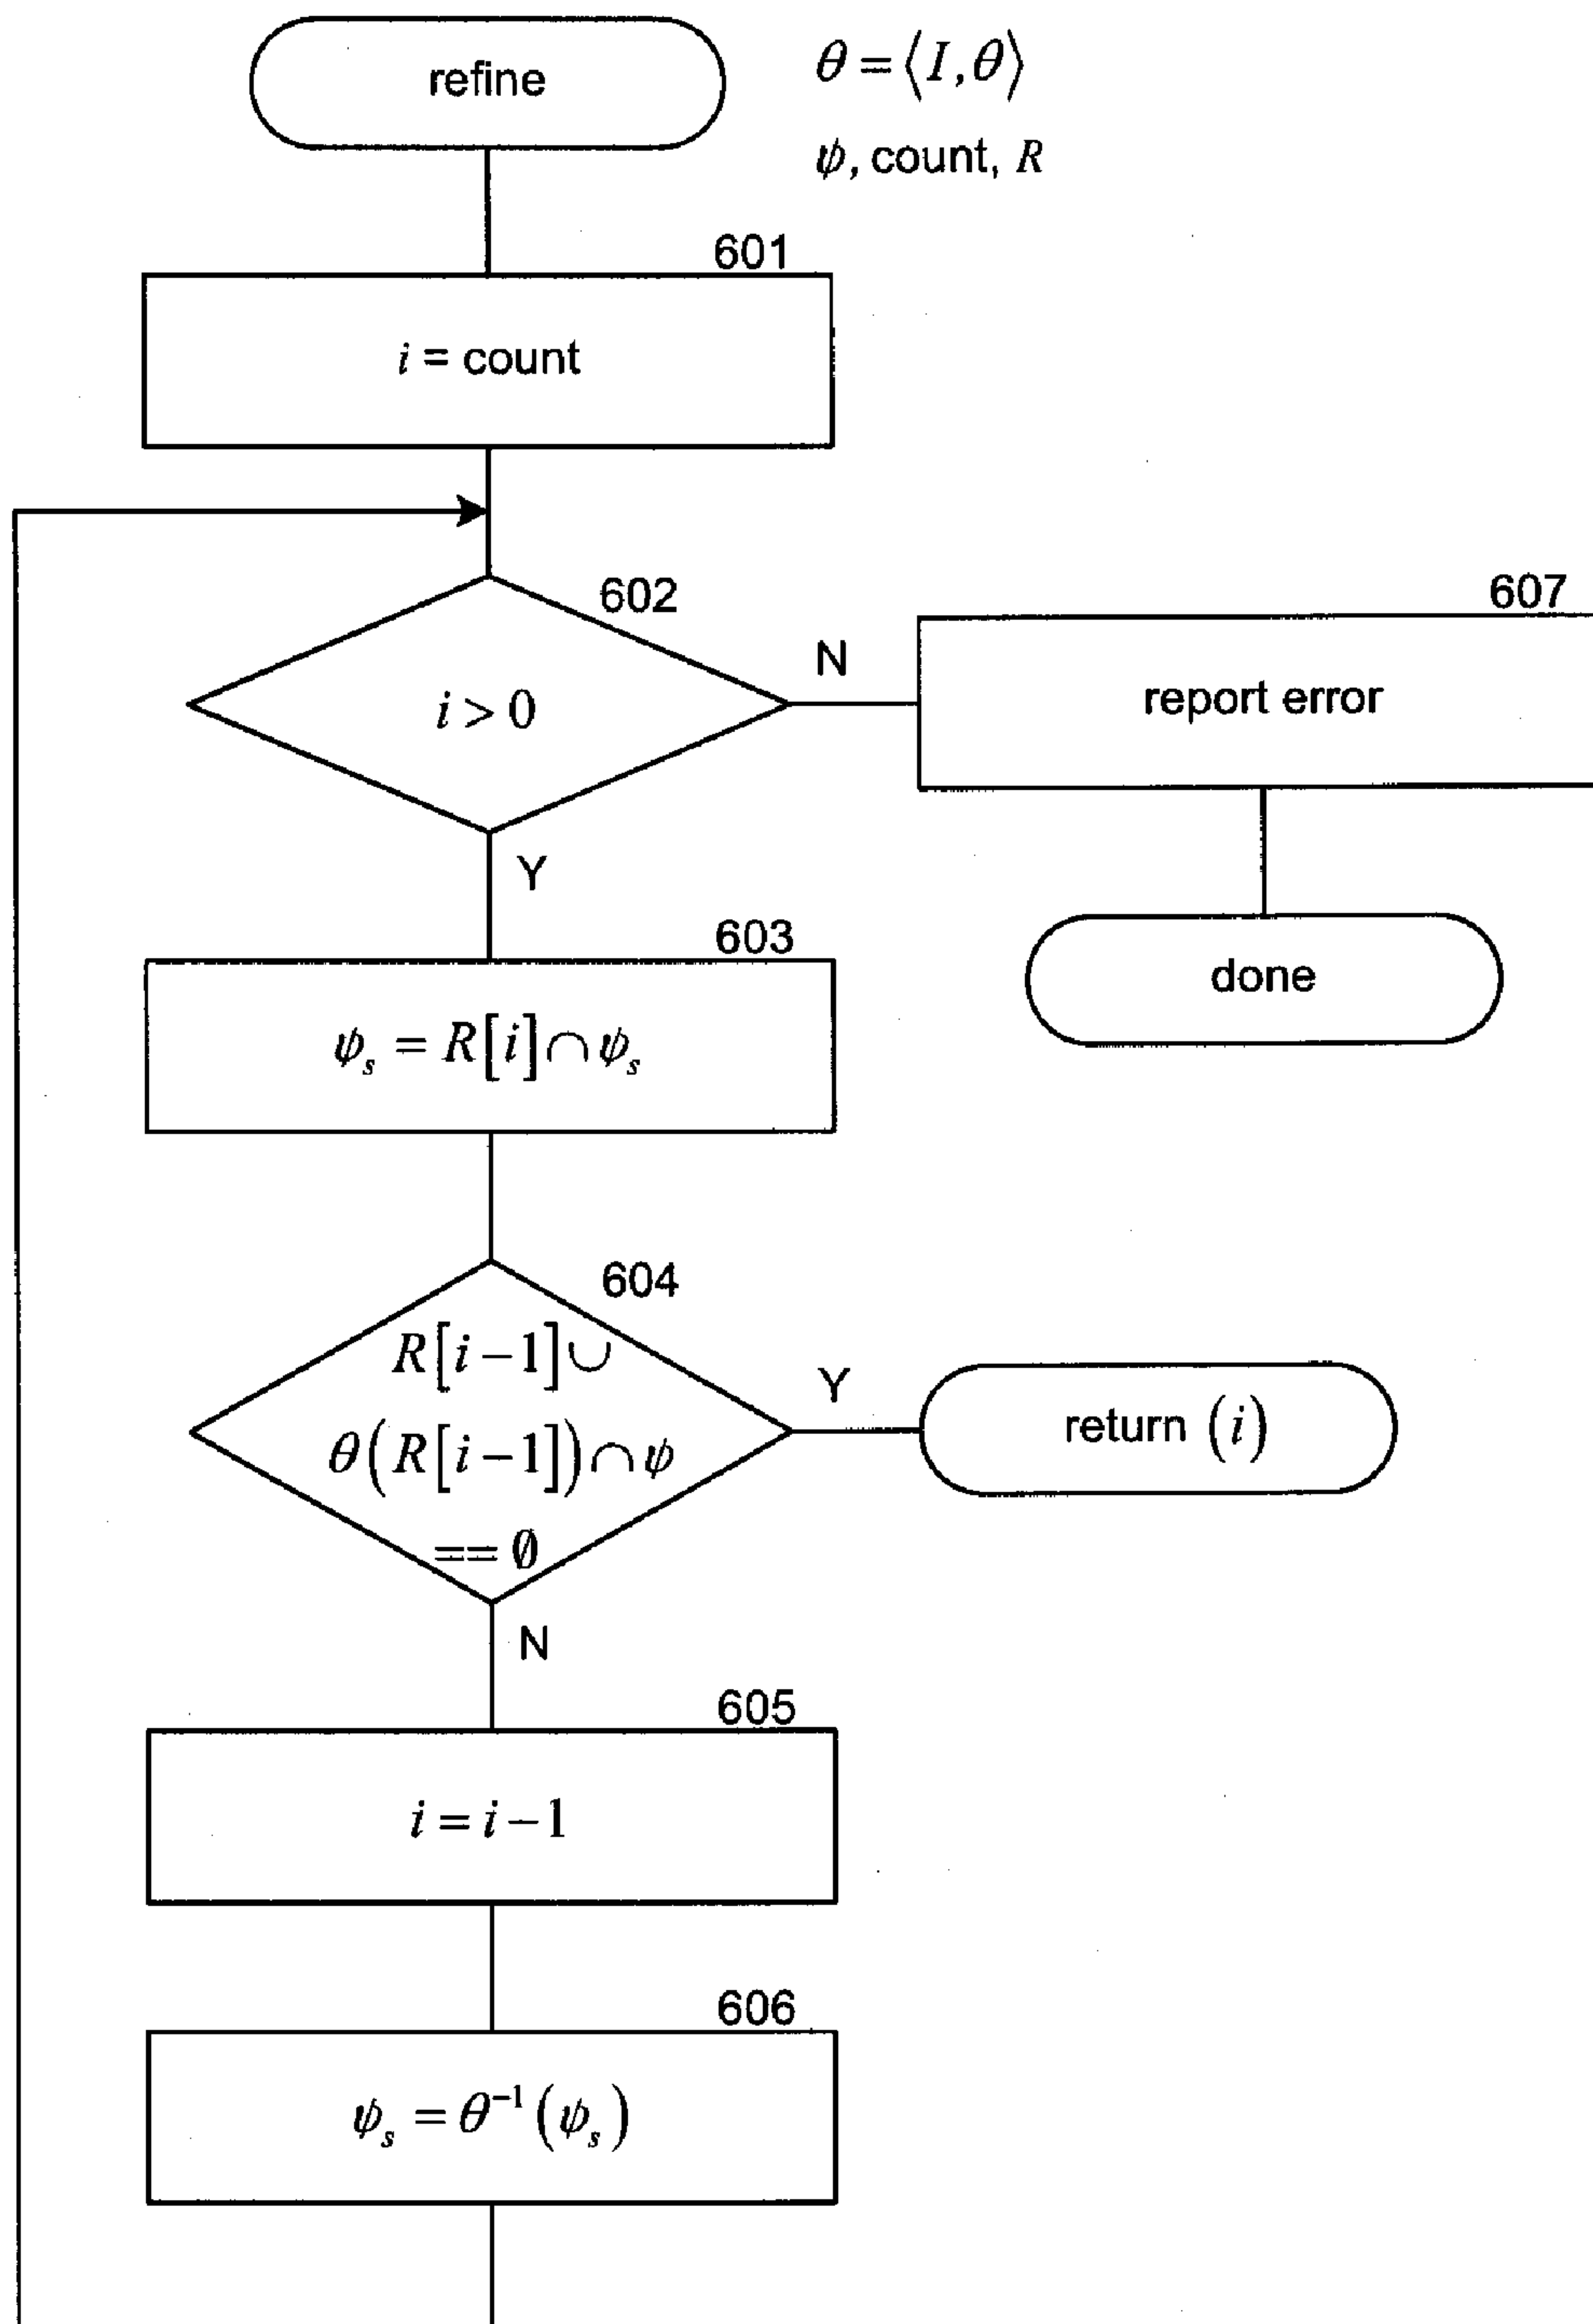 refine
θ = ⟨I, θ⟩
ψ, count, R
601
i = count
602
i > 0
N
607
report error
Y
done
603
ψₛ = R[i] ∩ ψₛ
604
R[i − 1] ∪
θ(R[i − 1]) ∩ ψ
== ∅
Y
return (i)
N
605
i = i − 1
606
ψₛ = θ⁻¹(ψₛ)